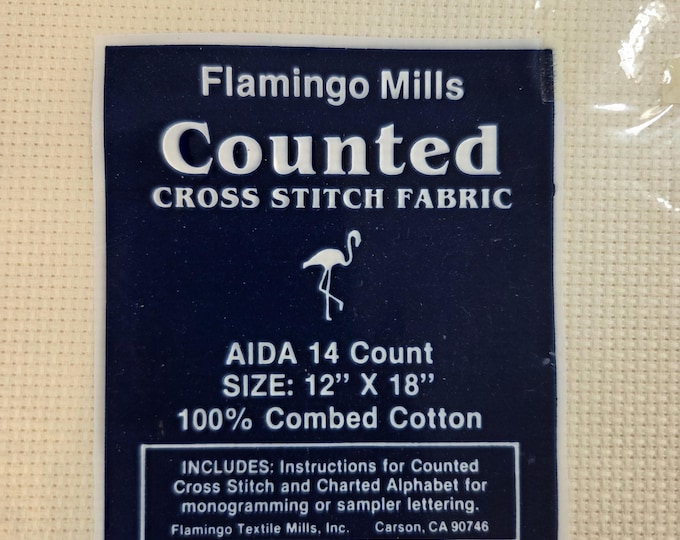 Flamingo Mills
Counted
CROSS STITCH FABRIC
AIDA 14 Count
SIZE: 12" X 18"
100% Combed Cotton
INCLUDES: Instructions for Counted
Cross Stitch and Charted Alphabet for
monogramming or sampler lettering.
Flamingo Textile Mills, Inc. Carson, CA 90746